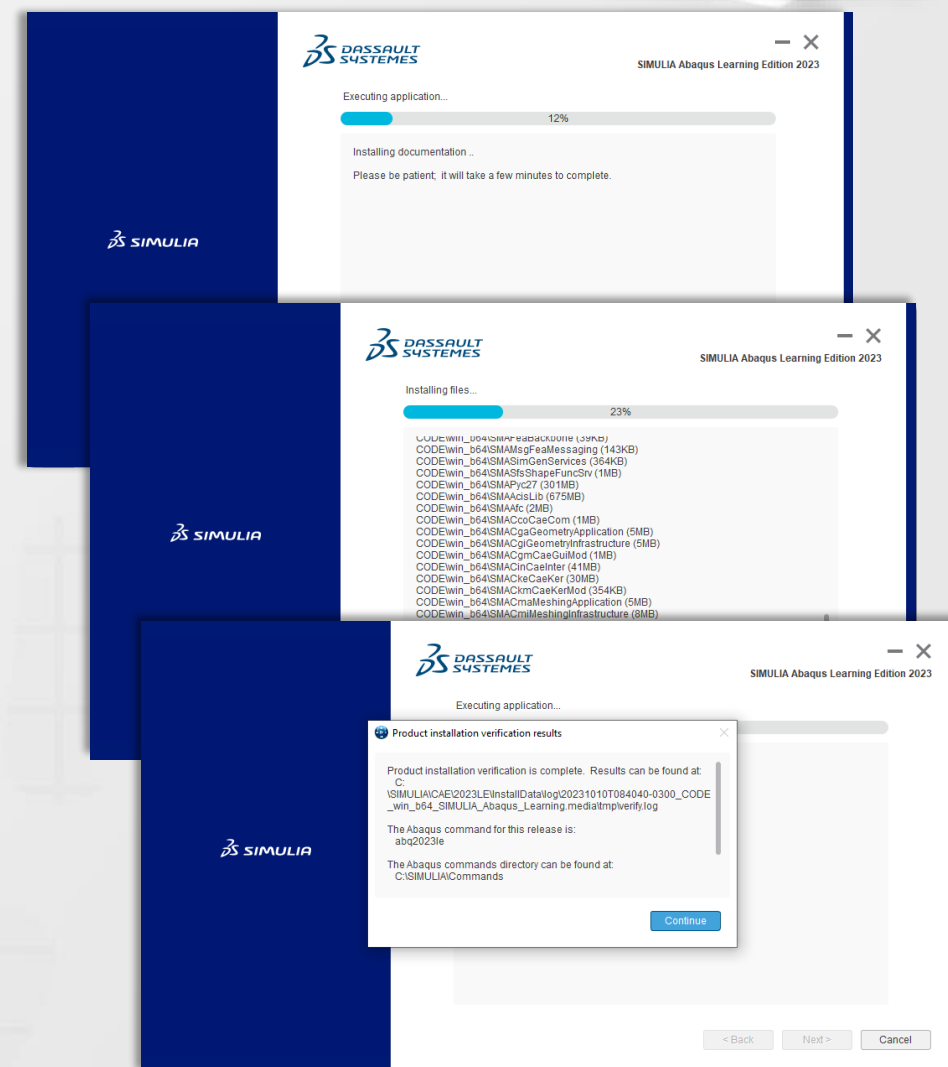 DASSAULT
SYSTEMES
SIMULIA Abaqus Learning Edition 2023
Executing application...
12%
Installing documentation ..
Please be patient;  it will take a few minutes to complete.
SIMULIA
DASSAULT
SYSTEMES
SIMULIA Abaqus Learning Edition 2023
Installing files...
23%
CODE\win_b64\SMAFeaBackbone (39KB)
CODE\win_b64\SMAMsgFeaMessaging (143KB)
CODE\win_b64\SMASimGenServices (364KB)
CODE\win_b64\SMASfsShapeFuncSrv (1MB)
CODE\win_b64\SMAPyc27 (301MB)
CODE\win_b64\SMAAcisLib (675MB)
CODE\win_b64\SMAAfc (2MB)
CODE\win_b64\SMACcoCaeCom (1MB)
CODE\win_b64\SMACgaGeometryApplication (5MB)
CODE\win_b64\SMACgiGeometryInfrastructure (5MB)
CODE\win_b64\SMACgmCaeGuiMod (1MB)
CODE\win_b64\SMACinCaeInter (41MB)
CODE\win_b64\SMACkeCaeKer (30MB)
CODE\win_b64\SMACkmCaeKerMod (354KB)
CODE\win_b64\SMACmaMeshingApplication (5MB)
CODE\win_b64\SMACmiMeshingInfrastructure (8MB)
SIMULIA
DASSAULT
SYSTEMES
SIMULIA Abaqus Learning Edition 2023
Executing application...
Product installation verification results
Product installation verification is complete.  Results can be found at:
C:
\SIMULIA\CAE\2023LE\InstallData\log\20231010T084040-0300_CODE
_win_b64_SIMULIA_Abaqus_Learning.media\tmp\verify.log
The Abaqus command for this release is:
abq2023le
The Abaqus commands directory can be found at:
C:\SIMULIA\Commands
Continue
SIMULIA
< Back
Next >
Cancel